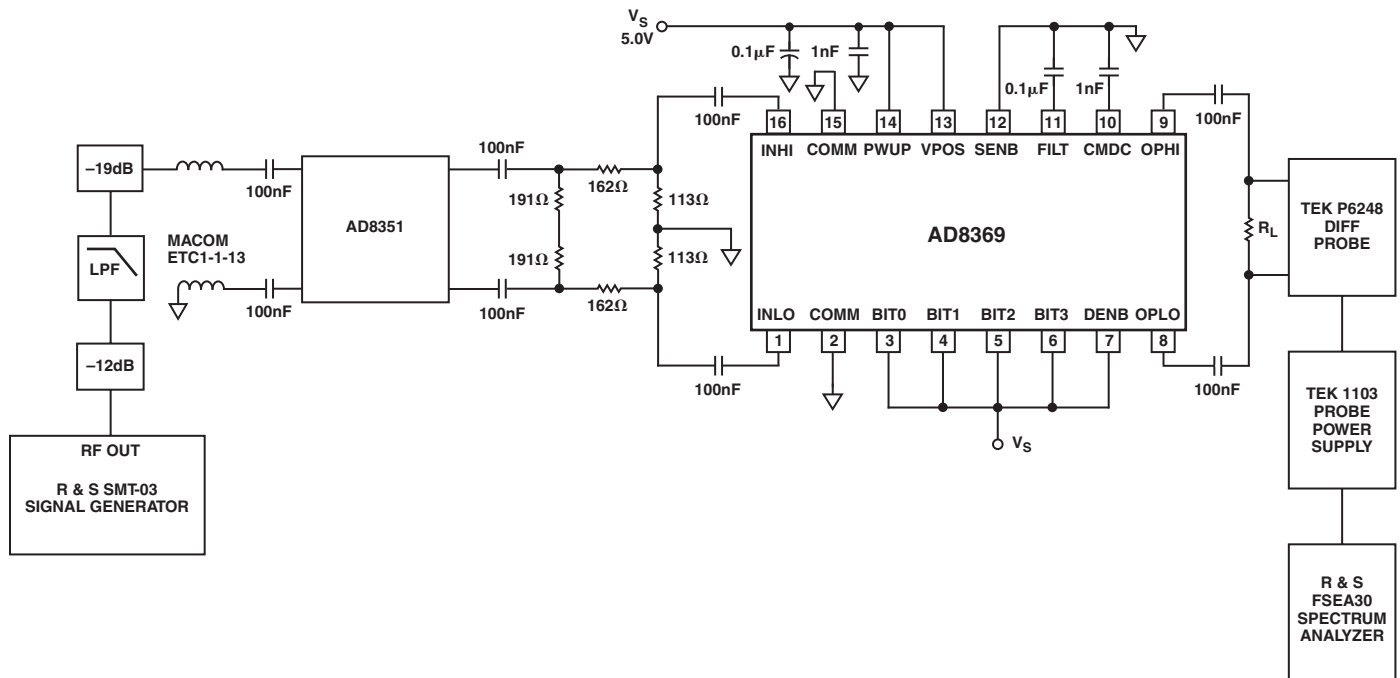 V_S
5.0V
0.1µF
1nF
0.1µF
1nF
100nF
16
15
14
13
12
11
10
9
100nF
INHI
COMM
PWUP
VPOS
SENB
FILT
CMDC
OPHI
–19dB
100nF
100nF
162Ω
191Ω
113Ω
AD8351
AD8369
R_L
TEK P6248
DIFF
PROBE
MACOM
ETC1-1-13
LPF
191Ω
113Ω
162Ω
100nF
100nF
INLO
COMM
BIT0
BIT1
BIT2
BIT3
DENB
OPLO
1
2
3
4
5
6
7
8
–12dB
100nF
100nF
V_S
TEK 1103
PROBE
POWER
SUPPLY
RF OUT
R & S SMT-03
SIGNAL GENERATOR
R & S
FSEA30
SPECTRUM
ANALYZER